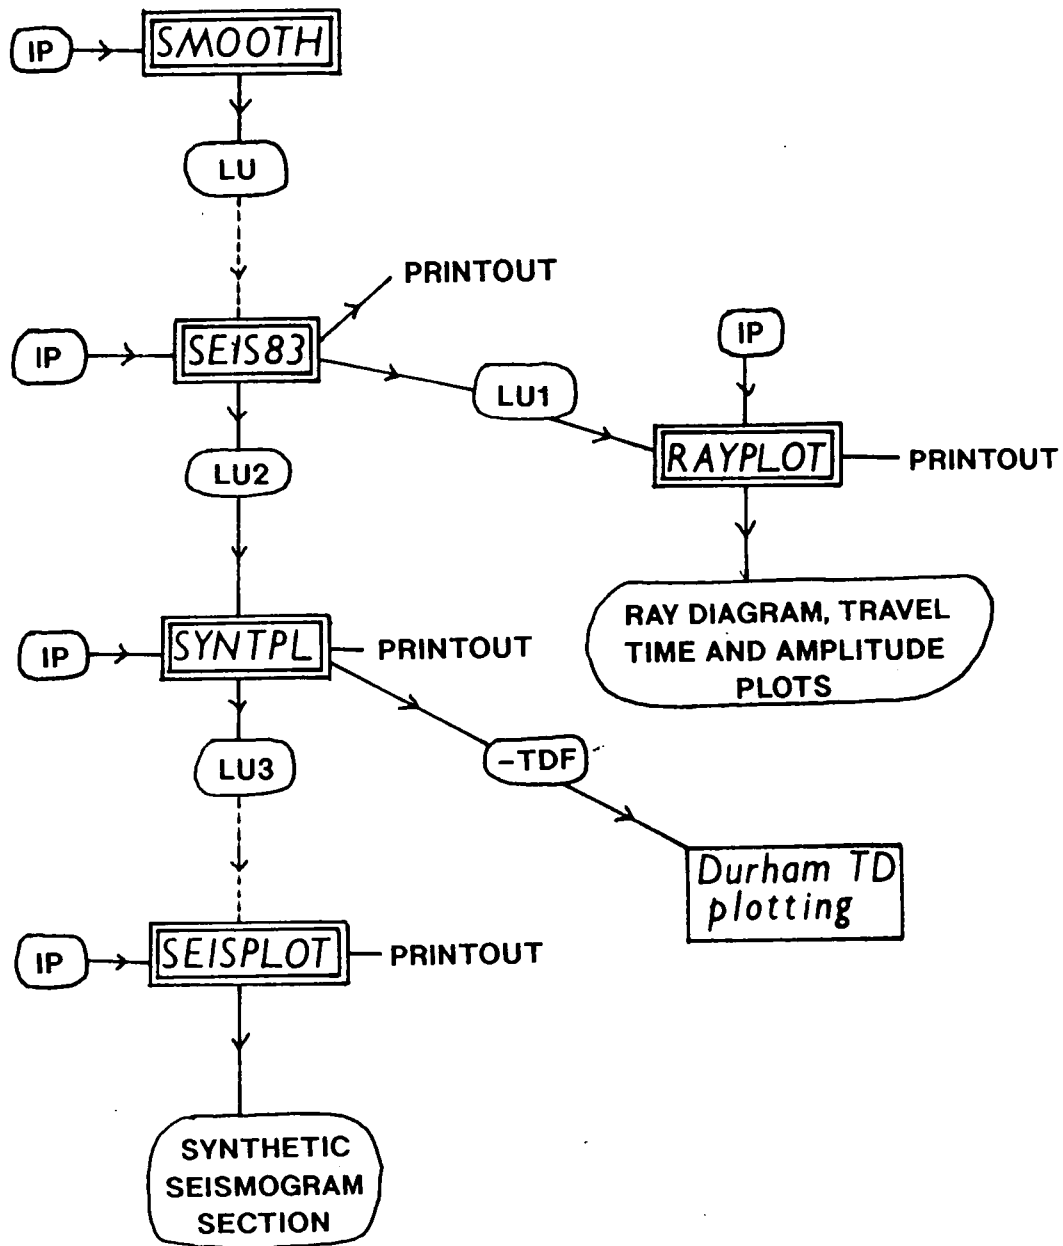 IP
SMOOTH
LU
PRINTOUT
IP
SEIS83
IP
LU1
RAYPLOT
PRINTOUT
LU2
RAY DIAGRAM, TRAVEL
TIME AND AMPLITUDE
PLOTS
IP
SYNTPL
PRINTOUT
LU3
-TDF
Durham TD
plotting
IP
SEISPLOT
PRINTOUT
SYNTHETIC
SEISMOGRAM
SECTION